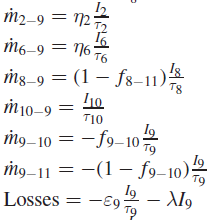 ṁ₂₋₉ = η₂ I₂/τ₂
ṁ₆₋₉ = η₆ I₆/τ₆
ṁ₈₋₉ = (1 − f₈₋₁₁) I₈/τ₈
ṁ₁₀₋₉ = I₁₀/τ₁₀
ṁ₉₋₁₀ = −f₉₋₁₀ I₉/τ₉
ṁ₉₋₁₁ = −(1 − f₉₋₁₀) I₉/τ₉
Losses = −ε₉ I₉/τ₉ − λI₉